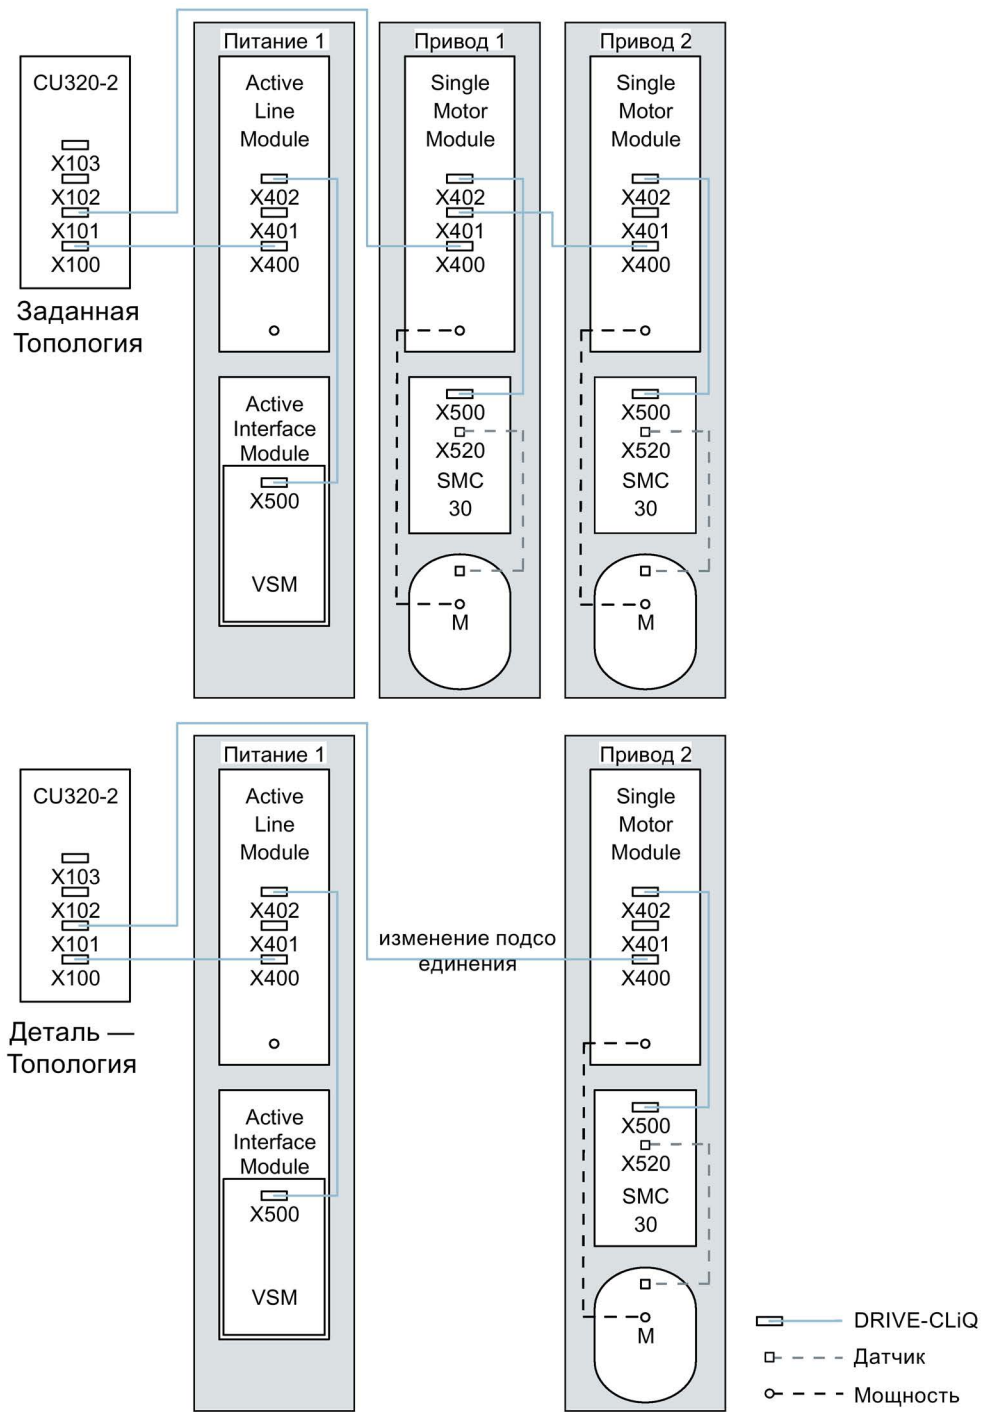 Питание 1
Привод 1
Привод 2
CU320-2
X103
X102
X101
X100
Заданная
Топология
Active
Line
Module
X402
X401
X400
Active
Interface
Module
X500
VSM
Single
Motor
Module
X402
X401
X400
X500
X520
SMC
30
M
Single
Motor
Module
X402
X401
X400
X500
X520
SMC
30
M
Питание 1
Привод 2
CU320-2
X103
X102
X101
X100
Деталь —
Топология
Active
Line
Module
X402
X401
X400
Active
Interface
Module
X500
VSM
изменение подсо
единения
Single
Motor
Module
X402
X401
X400
X500
X520
SMC
30
M
DRIVE-CLiQ
Датчик
Мощность